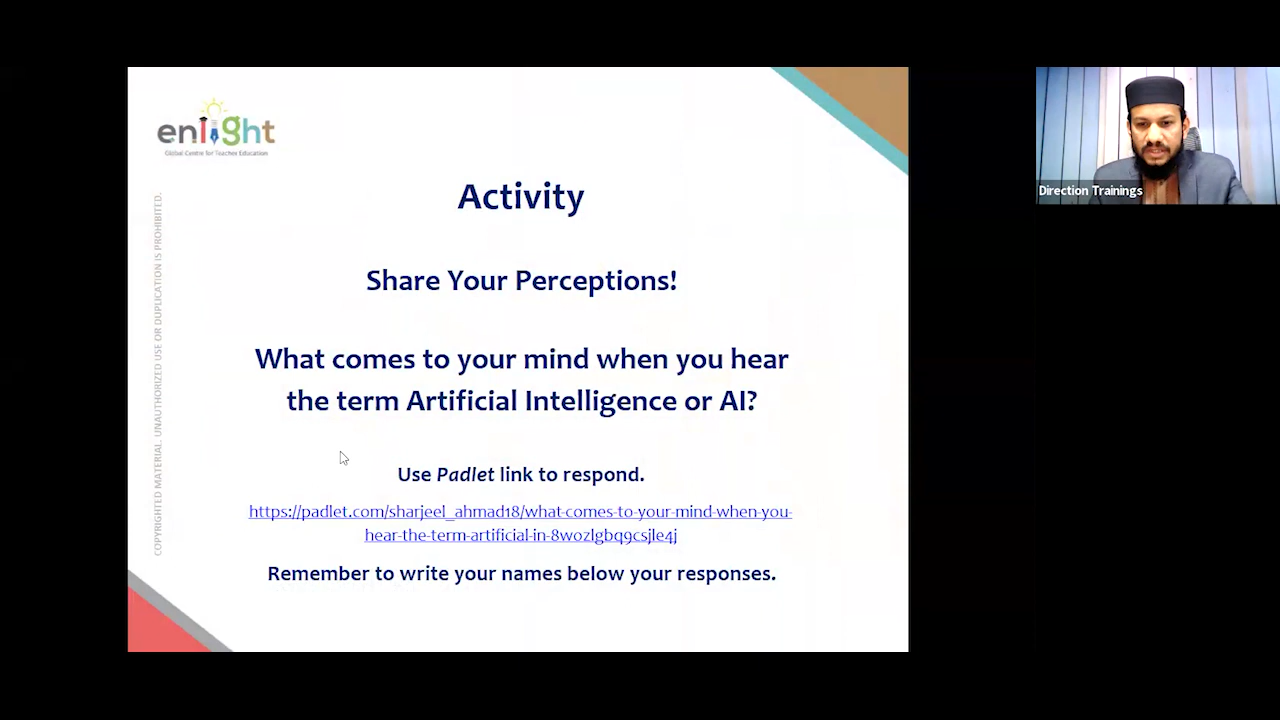 enlight
Global Centre for Teacher Education
Activity
Share Your Perceptions!
What comes to your mind when you hear
the term Artificial Intelligence or AI?
Use Padlet link to respond.
https://padlet.com/sharjeel_ahmad18/what-comes-to-your-mind-when-you-
hear-the-term-artificial-in-8wozlgbq9csjle4j
Remember to write your names below your responses.
COPYRIGHTED MATERIAL. UNAUTHORIZED USE OR DUPLICATION IS PROHIBITED.
Direction Trainings